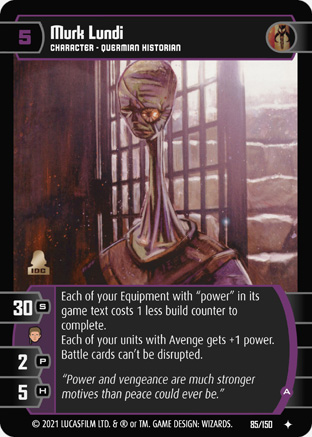 5
Murk Lundi
CHARACTER - QUERMIAN HISTORIAN
IDC
30 S
2 P
5 H
Each of your Equipment with “power” in its
game text costs 1 less build counter to
complete.
Each of your units with Avenge gets +1 power.
Battle cards can’t be disrupted.
“Power and vengeance are much stronger
motives than peace could ever be.”
A
© 2021 LUCASFILM LTD. & ® or TM. GAME DESIGN: WIZARDS.
85/150